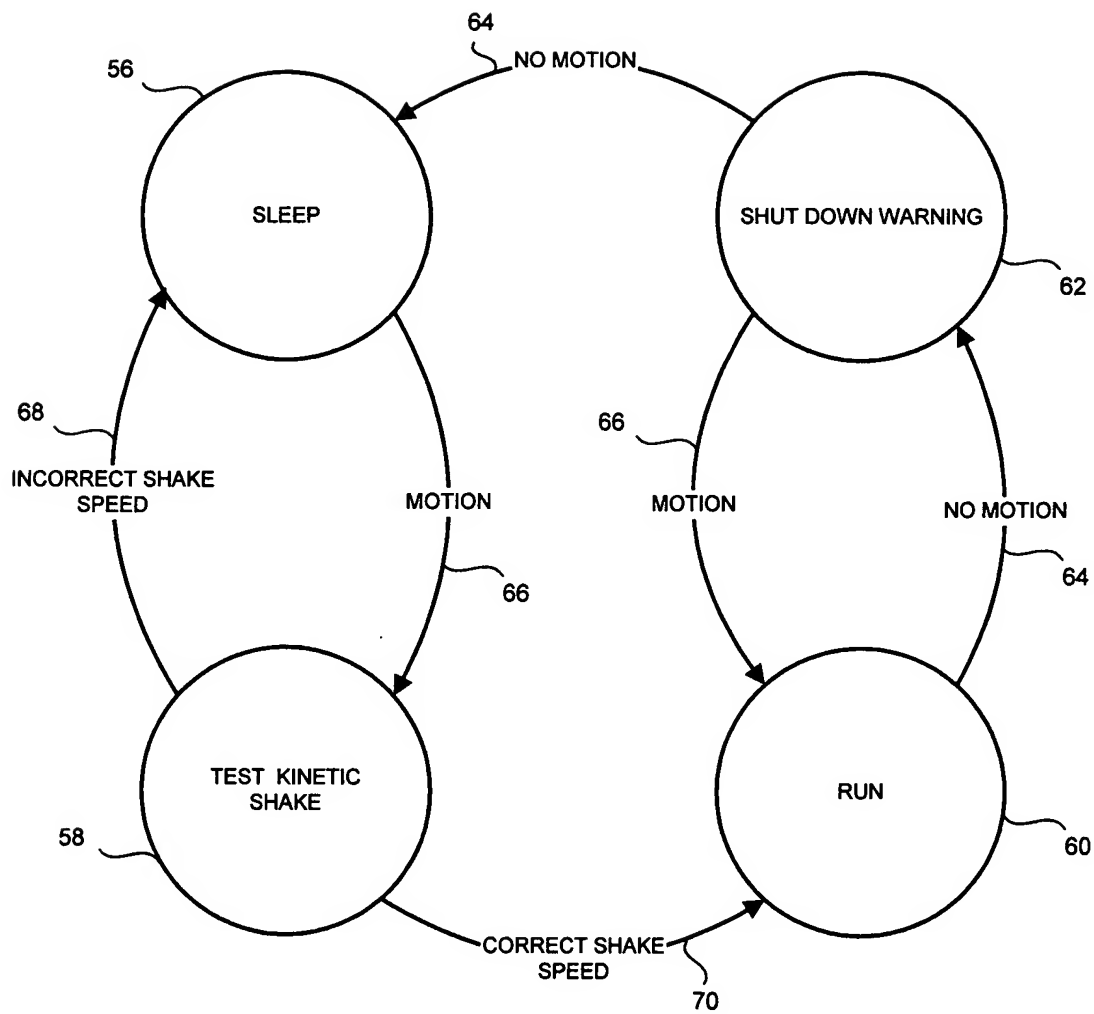 64
NO MOTION
56
SLEEP
SHUT DOWN WARNING
62
68
INCORRECT SHAKE
SPEED
MOTION
66
66
MOTION
NO MOTION
64
TEST KINETIC
SHAKE
58
RUN
60
CORRECT SHAKE
SPEED
70